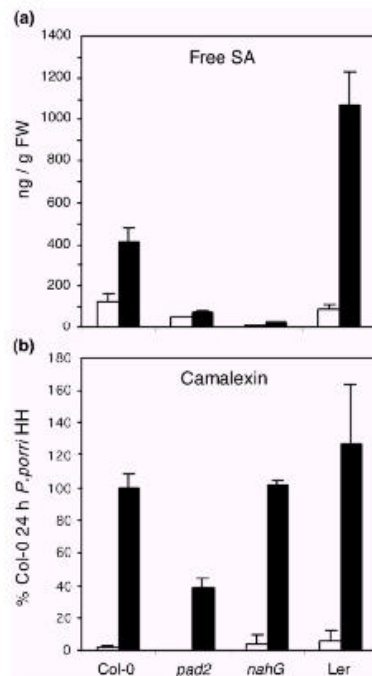 (a)
Free SA
1400
1200
1000
800
600
400
200
0
ng / g FW
(b)
Camalexin
180
160
140
120
100
80
60
40
20
0
% Col-0 24 h P.porri HH
Col-0 pad2 nahG Ler